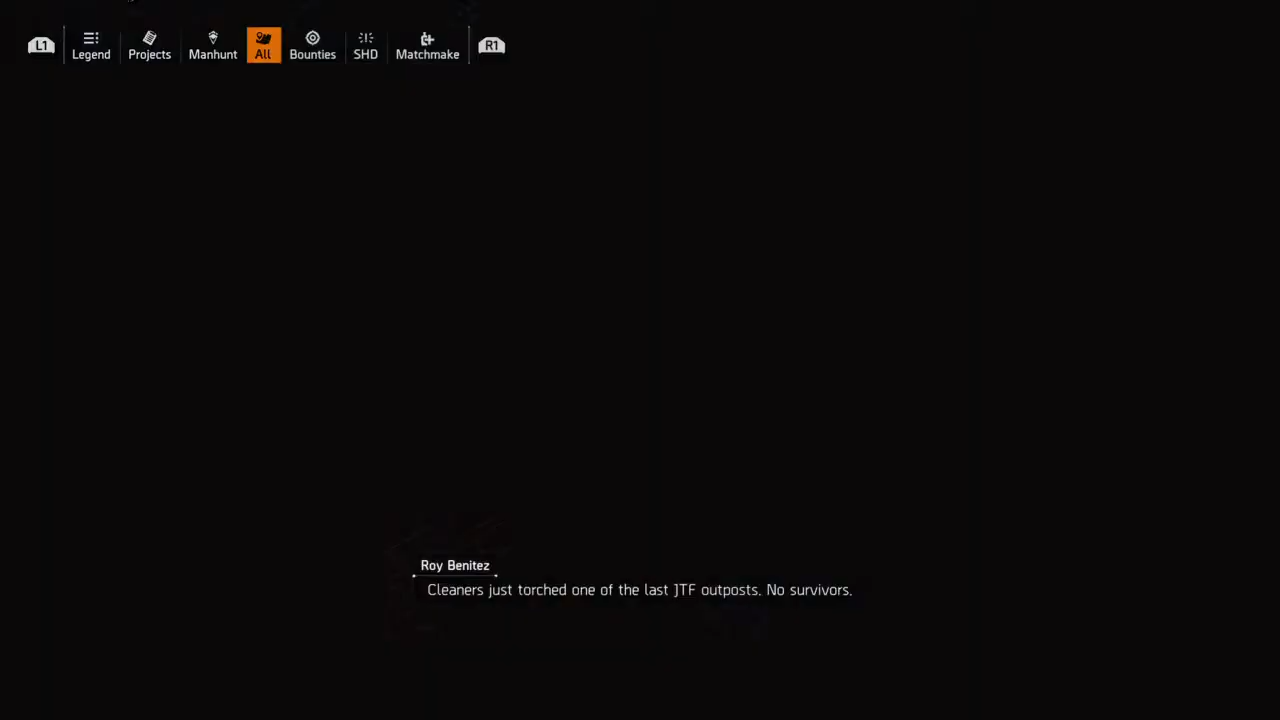 L1 Legend Projects Manhunt All Bounties SHD Matchmake R1
Roy Benitez
Cleaners just torched one of the last JTF outposts. No survivors.